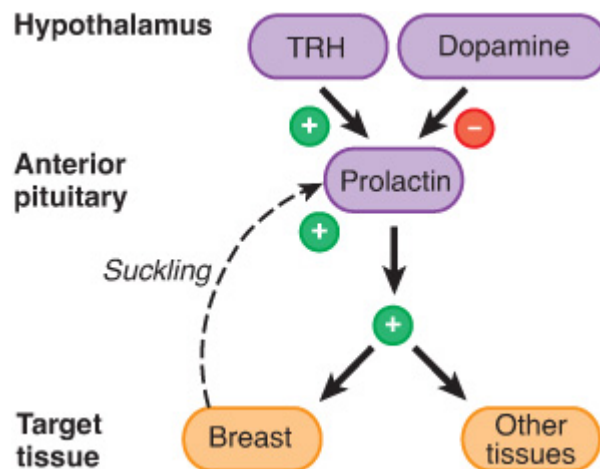 Hypothalamus
TRH
Dopamine
+
−
Anterior
pituitary
Prolactin
+
Suckling
+
Target
tissue
Breast
Other
tissues